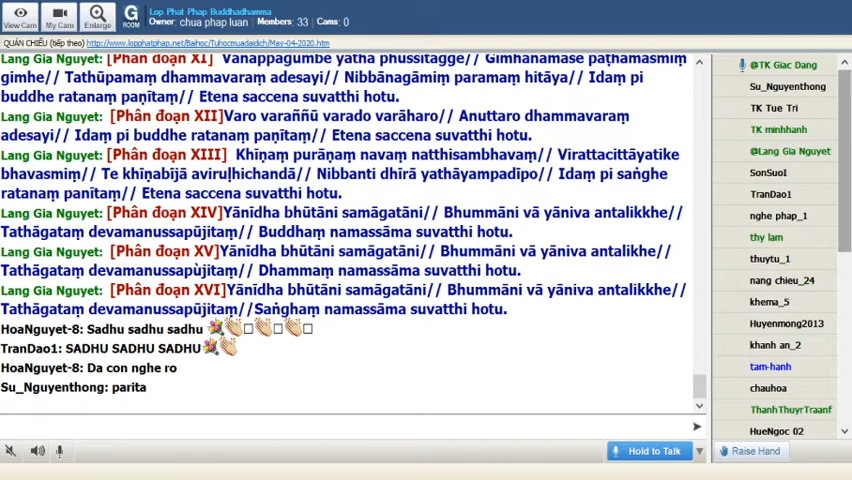 Lop Phat Phap Buddhadhamma
Owner: chua phap luan Members: 33 Cams: 0
View Cam My Cam Enlarge G ROOM
QUÁN CHIẾU (tiếp theo) http://www.lopphatphap.net/Baihoc/Tuhocmuadaidich/May-04-2020.htm
Lang Gia Nguyet: [Phân đoạn XI] Vanappagumbe yatha phussitagge// Gimhānamāse paṭhamasmiṃ
gimhe// Tathūpamaṃ dhammavaraṃ adesayi// Nibbānagāmiṃ paramaṃ hitāya// Idaṃ pi
buddhe ratanaṃ paṇītaṃ// Etena saccena suvatthi hotu.
Lang Gia Nguyet: [Phân đoạn XII]Varo varaññū varado varāharo// Anuttaro dhammavaraṃ
adesayi// Idaṃ pi buddhe ratanaṃ paṇītaṃ// Etena saccena suvatthi hotu.
Lang Gia Nguyet: [Phân đoạn XIII] Khīṇaṃ purāṇaṃ navaṃ natthisambhavaṃ// Virattacittāyatike
bhavasmiṃ// Te khīṇabījā aviruḷhichandā// Nibbanti dhīrā yathāyampadīpo// Idaṃ pi saṅghe
ratanaṃ panītaṃ// Etena saccena suvatthi hotu.
Lang Gia Nguyet: [Phân đoạn XIV]Yānīdha bhūtāni samāgatāni// Bhummāni vā yāniva antalikkhe//
Tathāgataṃ devamanussapūjitaṃ// Buddhaṃ namassāma suvatthi hotu.
Lang Gia Nguyet: [Phân đoạn XV]Yānīdha bhūtāni samāgatāni// Bhummāni vā yāniva antalikhe//
Tathāgataṃ devamanussapùjitaṃ// Dhammaṃ namassāma suvatthi hotu.
Lang Gia Nguyet: [Phân đoạn XVI]Yānīdha bhūtāni samāgatāni// Bhummāni vā yāniva antalikkhe//
Tathāgataṃ devamanussapūjitaṃ//Saṅghaṃ namassāma suvatthi hotu.
HoaNguyet-8: Sadhu sadhu sadhu
TranDao1: SADHU SADHU SADHU
HoaNguyet-8: Da con nghe ro
Su_Nguyenthong: parita
Hold to Talk
@TK Giac Dang
Su_Nguyenthong
TK Tue Tri
TK minhhanh
@Lang Gia Nguyet
SonSuoI
TranDao1
nghe phap_1
thy lam
thuytu_1
nang chieu_24
khema_5
Huyenmong2013
khanh an_2
tam-hanh
chauhoa
ThanhThuyrTraanf
HueNgoc 02
Raise Hand